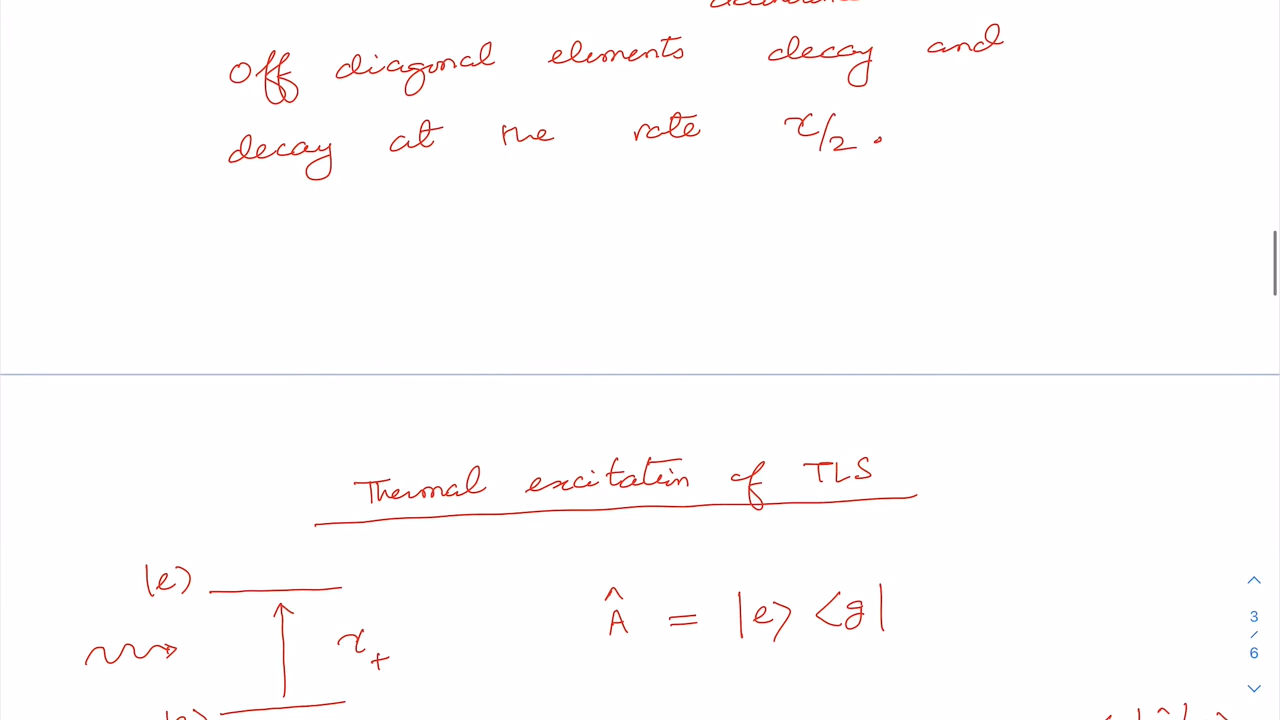 Off diagonal elements decay and
decay at the rate γ/2.
Thermal excitation of TLS
|e⟩
Â = |e⟩⟨g|
γ₊
3
/
6